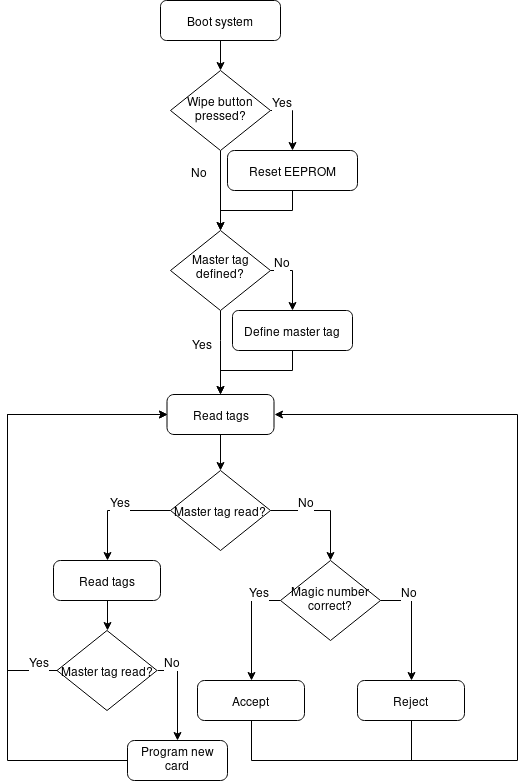 Boot system
Wipe button
pressed?
Yes
No
Reset EEPROM
Master tag
defined?
No
Yes
Define master tag
Read tags
Yes
Master tag read?
No
Read tags
Yes
Magic number
correct?
No
Yes
Master tag read?
No
Accept
Reject
Program new
card